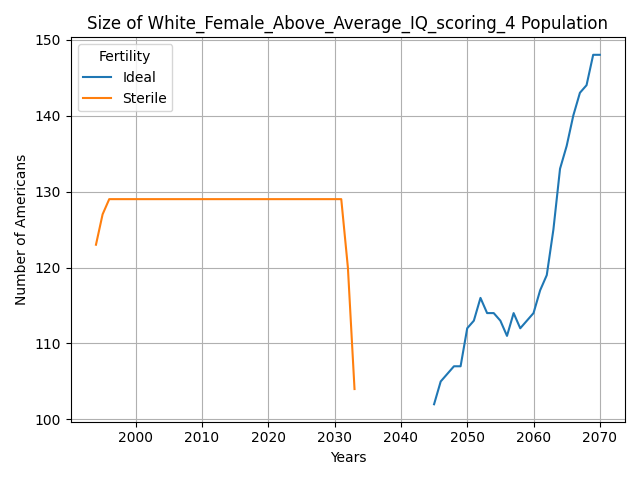 Size of White_Female_Above_Average_IQ_scoring_4 Population
150
140
130
120
110
100
Number of Americans
Fertility
Ideal
Sterile
2000 2010 2020 2030 2040 2050 2060 2070
Years